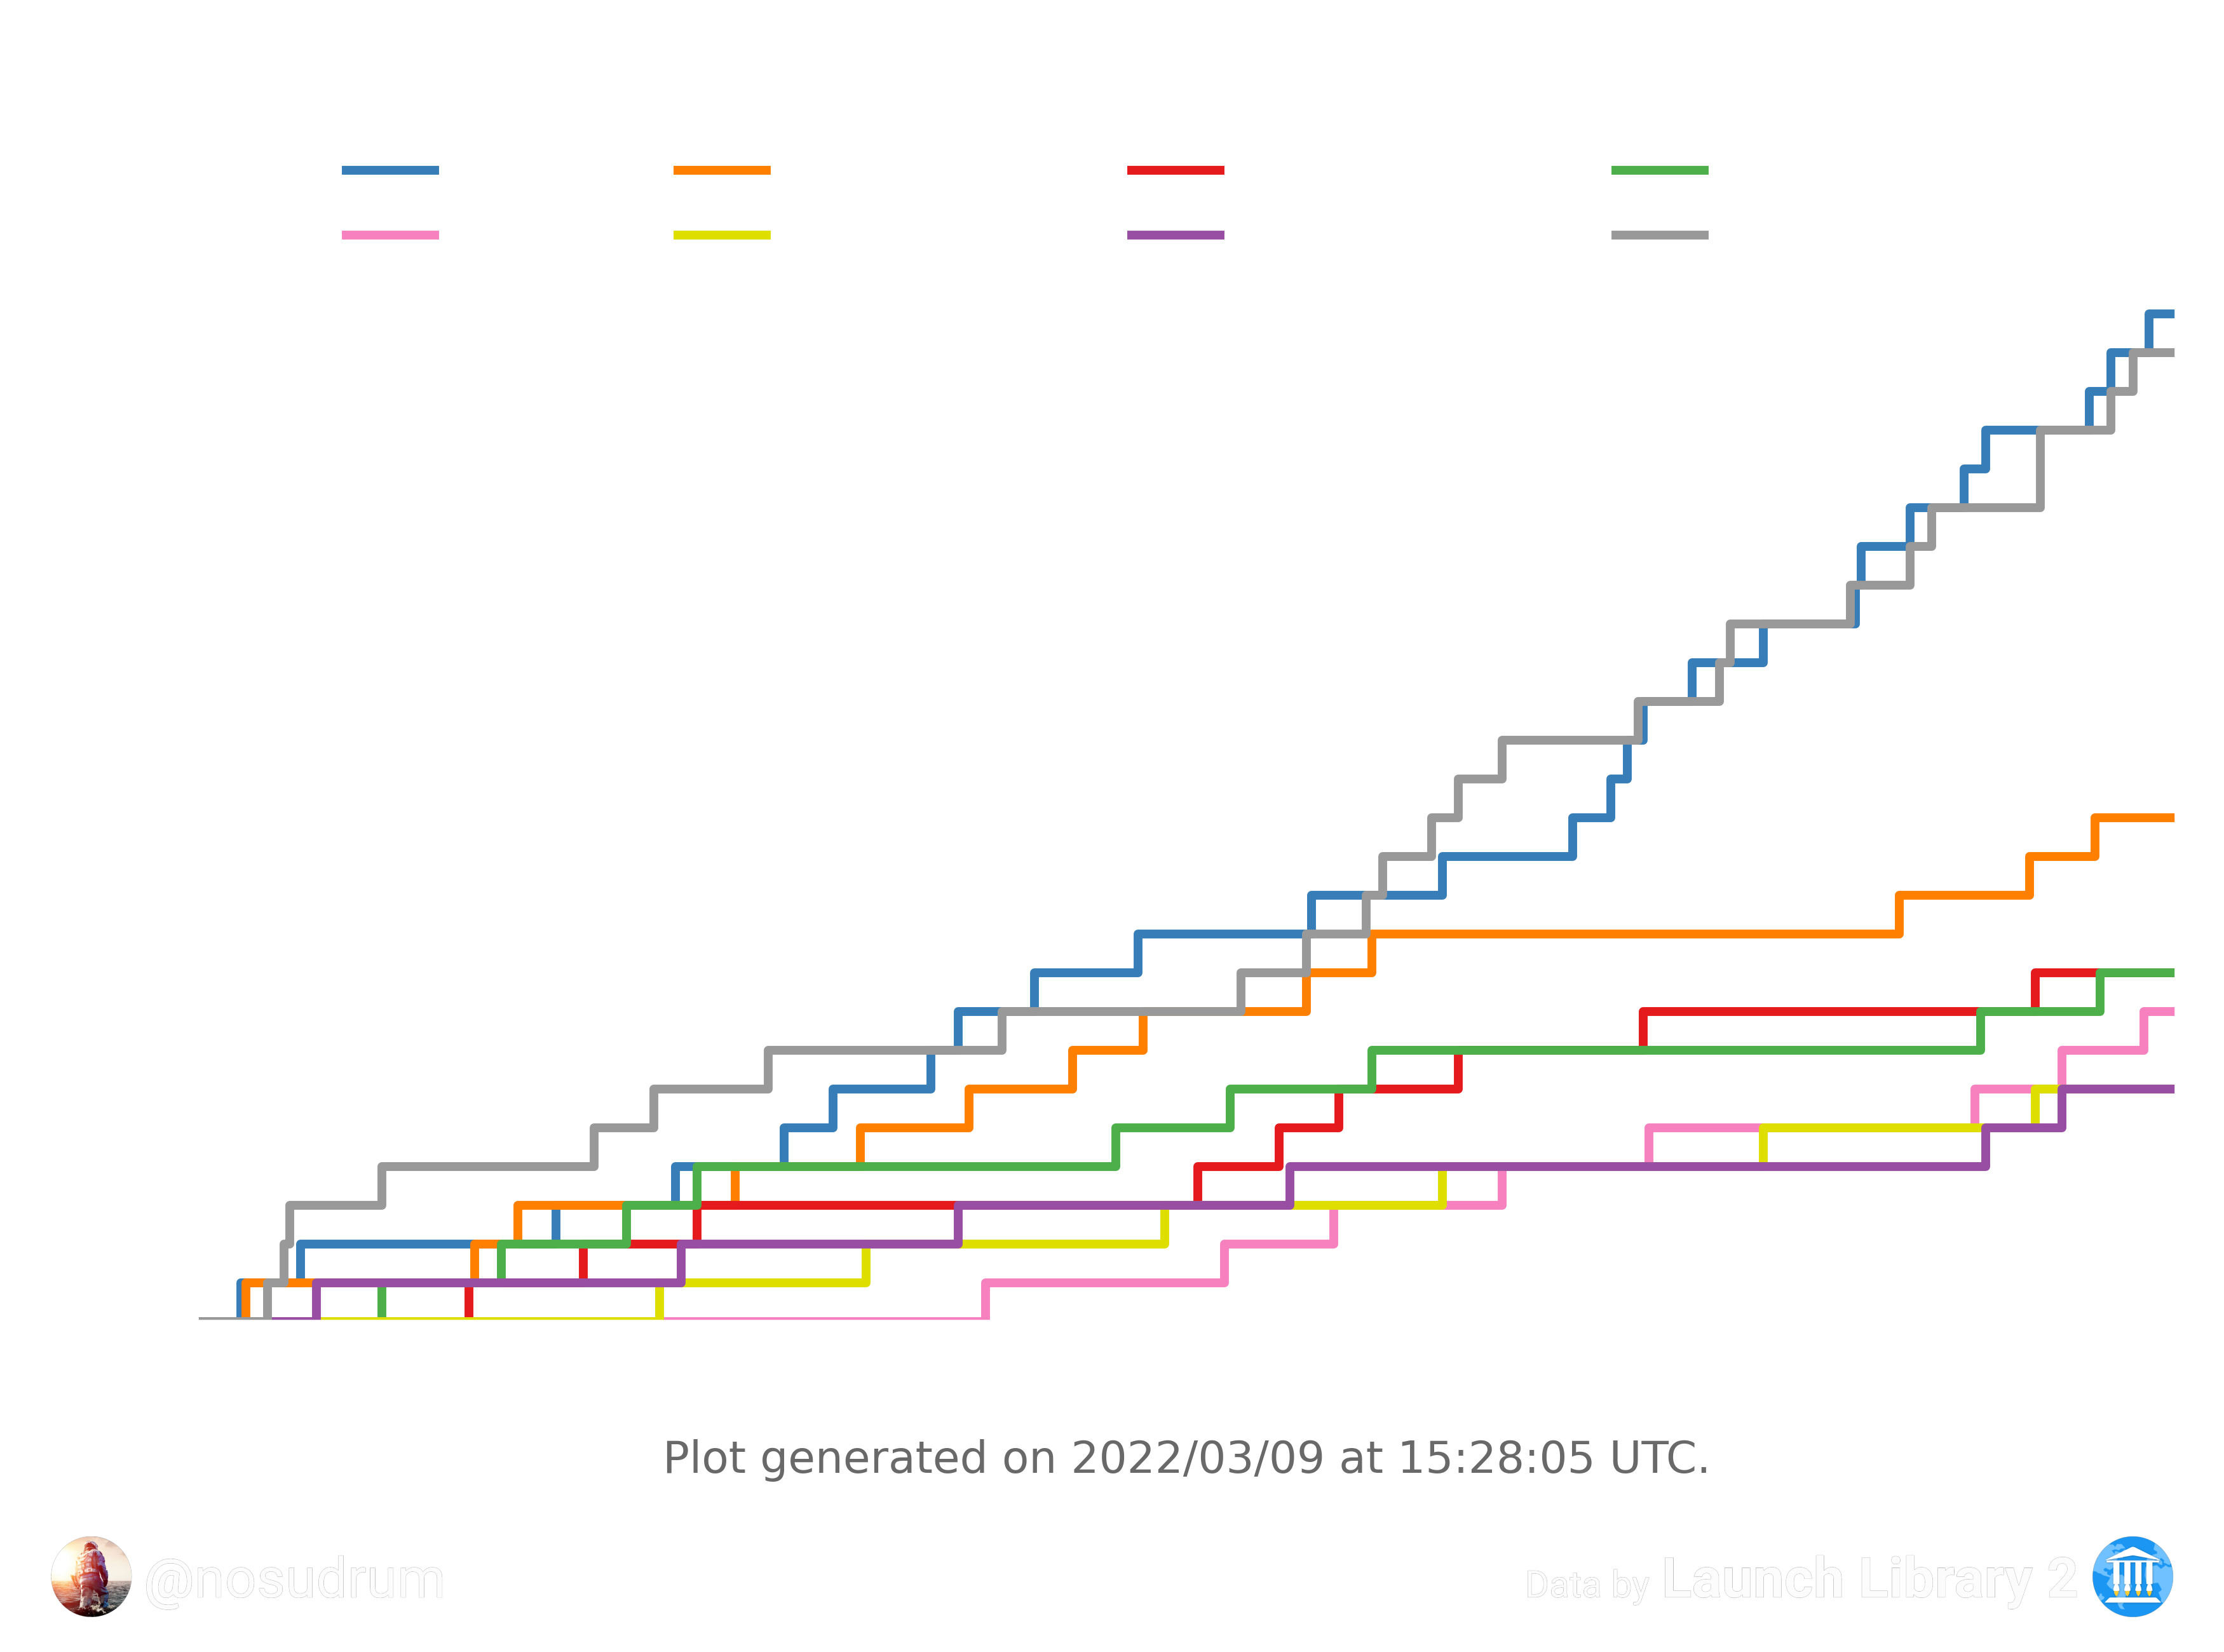 Plot generated on 2022/03/09 at 15:28:05 UTC.
@nosudrum
Data by Launch Library 2